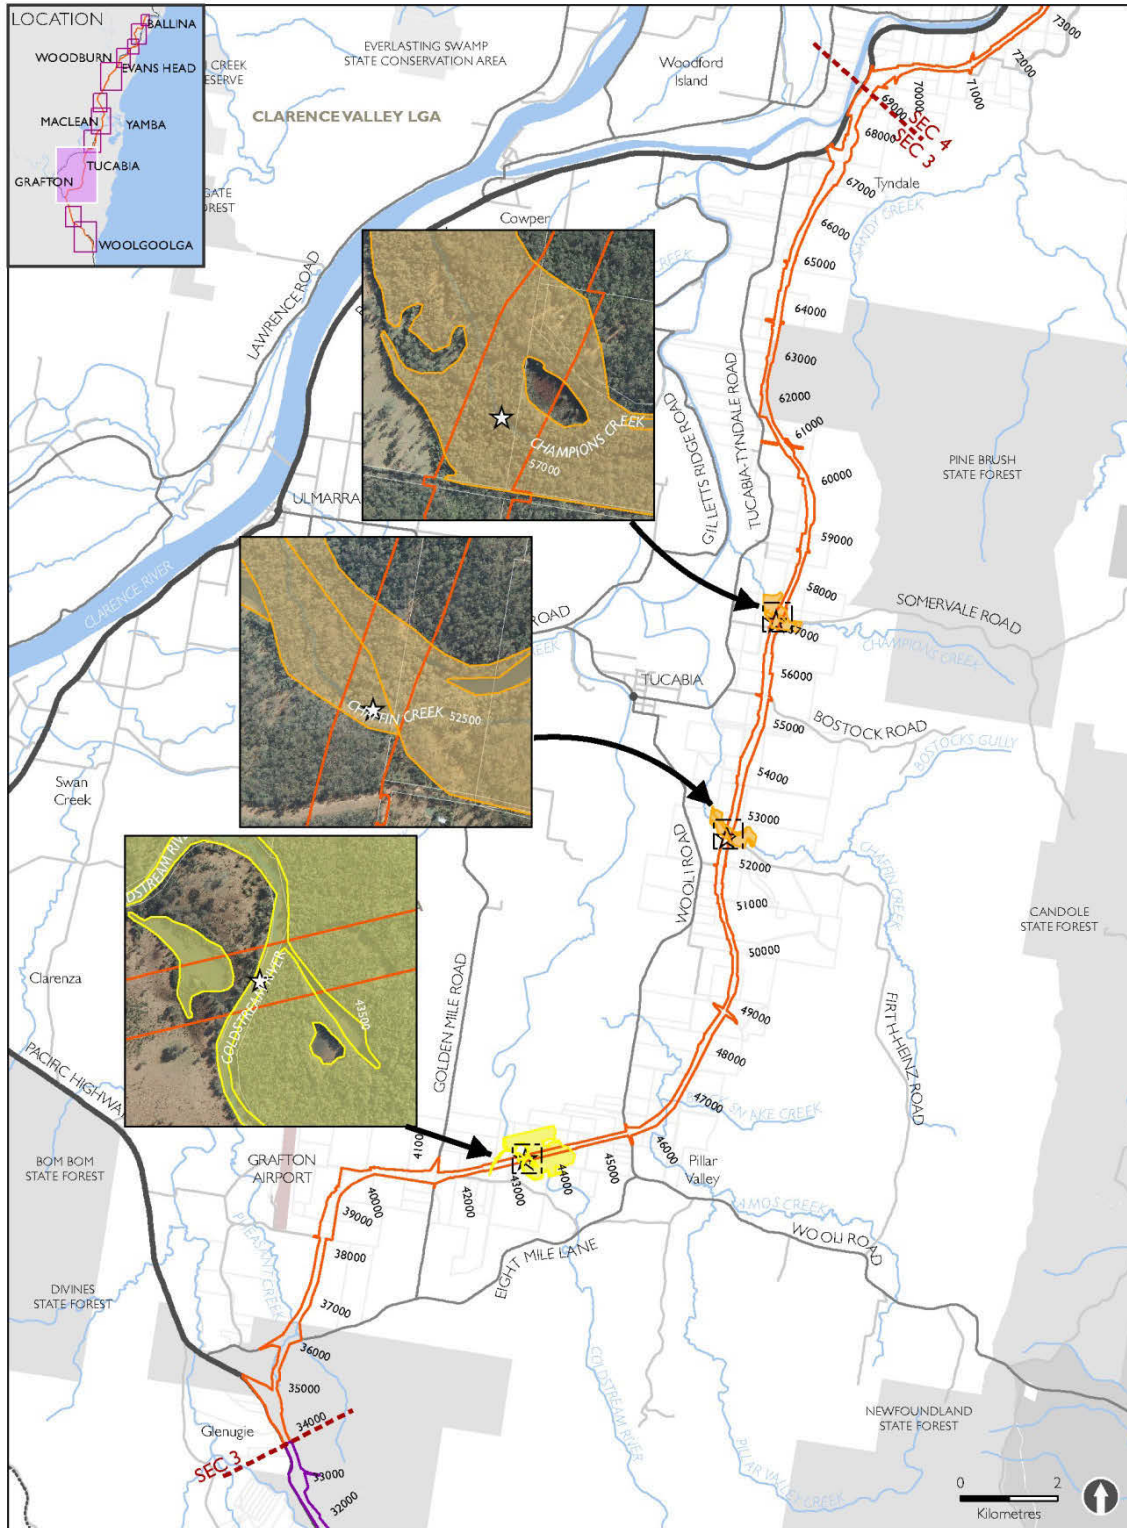 LOCATION
BALLINA
WOODBURN
EVANS HEAD
MACLEAN
YAMBA
TUCABIA
GRAFTON
WOOLGOOLGA
CREEK
EVERLASTING SWAMP
STATE CONSERVATION AREA
Woodford
Island
CLARENCE VALLEY LGA
73000
72000
71000
70000
69000
68000
SEC 4
SEC 3
Tyndale
67000
SANDY CREEK
66000
65000
64000
63000
62000
61000
60000
59000
58000
57000
56000
55000
54000
53000
52000
51000
50000
49000
48000
47000
46000
45000
44000
43000
42000
40000
39000
38000
37000
36000
35000
34000
33000
32000
Cowper
LAWRENCE ROAD
CREEK
CHAMPIONS CREEK
57000
GILLETTS RIDGE ROAD
TUCABIA-TYNDALE ROAD
PINE BRUSH
STATE FOREST
ULMARRA
CLARENCE RIVER
ROAD
SOMERVALE ROAD
CHAMPIONS CREEK
TUCABIA
BOSTOCK ROAD
BOSTOCKS GULLY
CHAFFIN CREEK
52500
Swan
Creek
WOOLI ROAD
CHAFFIN CREEK
CANDOLE
STATE FOREST
Clarenza
COLDSTREAM RIVER
43500
GOLDEN MILE ROAD
FIRTH-HEINZ ROAD
PACIFIC HIGHWAY
SNAKE CREEK
BOM BOM
STATE FOREST
GRAFTON
AIRPORT
Pillar
Valley
AMOS CREEK
WOOLI ROAD
EIGHT MILE LANE
PHEASANT CREEK
DIVINES
STATE FOREST
COLDSTREAM RIVER
PILLAR VALLEY CREEK
NEWFOUNDLAND
STATE FOREST
Glenugie
SEC 3
0 2
Kilometres